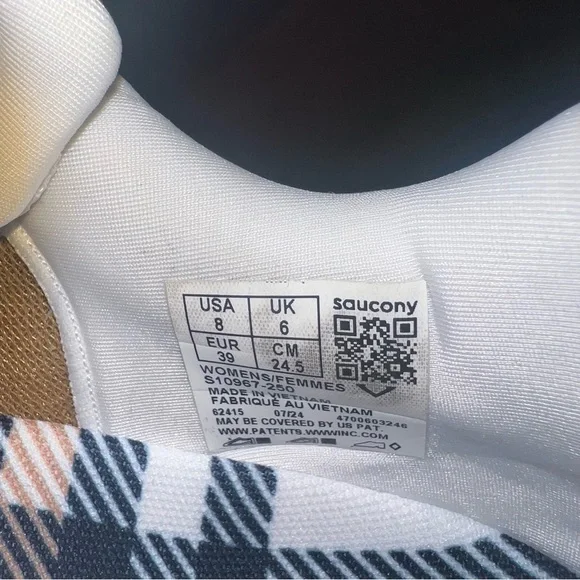 saucony
USA 8 UK 6
EUR 39 CM 24.5
WOMENS/FEMMES
S10967-250
MADE IN VIETNAM
FABRIQUÉ AU VIETNAM
62415 07/24 4700603246
MAY BE COVERED BY US PAT.
WWW.PATENTS.WWWINC.COM